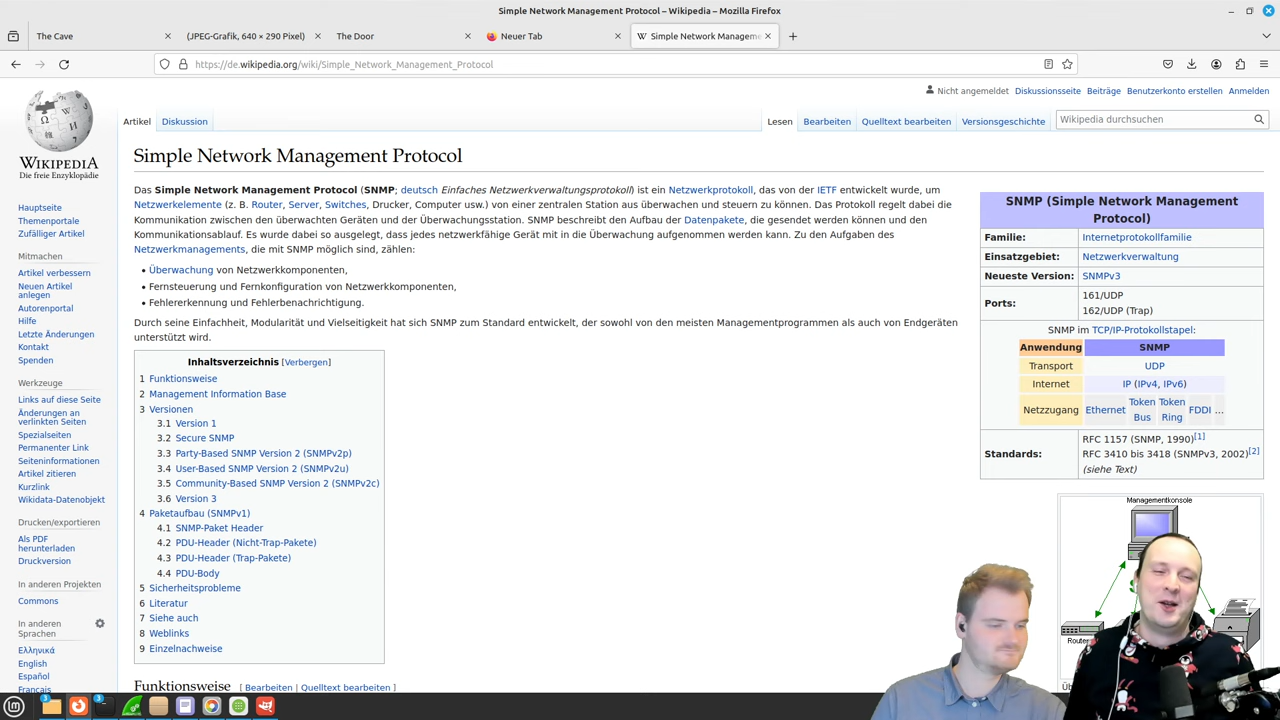 Simple Network Management Protocol – Wikipedia – Mozilla Firefox
The Cave
(JPEG-Grafik, 640 × 290 Pixel)
The Door
Neuer Tab
Simple Network Managem
https://de.wikipedia.org/wiki/Simple_Network_Management_Protocol
Nicht angemeldet Diskussionsseite Beiträge Benutzerkonto erstellen Anmelden
Artikel Diskussion
Lesen Bearbeiten Quelltext bearbeiten Versionsgeschichte
Wikipedia durchsuchen
WIKIPEDIA
Die freie Enzyklopädie
Hauptseite
Themenportale
Zufälliger Artikel
Mitmachen
Artikel verbessern
Neuen Artikel
anlegen
Autorenportal
Hilfe
Letzte Änderungen
Kontakt
Spenden
Werkzeuge
Links auf diese Seite
Änderungen an
verlinkten Seiten
Spezialseiten
Permanenter Link
Seiteninformationen
Artikel zitieren
Kurzlink
Wikidata-Datenobjekt
Drucken/exportieren
Als PDF
herunterladen
Druckversion
In anderen Projekten
Commons
In anderen
Sprachen
Ελληνικά
English
Español
Français
Simple Network Management Protocol
Das Simple Network Management Protocol (SNMP; deutsch Einfaches Netzwerkverwaltungsprotokoll) ist ein Netzwerkprotokoll, das von der IETF entwickelt wurde, um
Netzwerkelemente (z. B. Router, Server, Switches, Drucker, Computer usw.) von einer zentralen Station aus überwachen und steuern zu können. Das Protokoll regelt dabei die
Kommunikation zwischen den überwachten Geräten und der Überwachungsstation. SNMP beschreibt den Aufbau der Datenpakete, die gesendet werden können und den
Kommunikationsablauf. Es wurde dabei so ausgelegt, dass jedes netzwerkfähige Gerät mit in die Überwachung aufgenommen werden kann. Zu den Aufgaben des
Netzwerkmanagements, die mit SNMP möglich sind, zählen:
• Überwachung von Netzwerkkomponenten,
• Fernsteuerung und Fernkonfiguration von Netzwerkkomponenten,
• Fehlererkennung und Fehlerbenachrichtigung.
Durch seine Einfachheit, Modularität und Vielseitigkeit hat sich SNMP zum Standard entwickelt, der sowohl von den meisten Managementprogrammen als auch von Endgeräten
unterstützt wird.
Inhaltsverzeichnis [Verbergen]
1 Funktionsweise
2 Management Information Base
3 Versionen
3.1 Version 1
3.2 Secure SNMP
3.3 Party-Based SNMP Version 2 (SNMPv2p)
3.4 User-Based SNMP Version 2 (SNMPv2u)
3.5 Community-Based SNMP Version 2 (SNMPv2c)
3.6 Version 3
4 Paketaufbau (SNMPv1)
4.1 SNMP-Paket Header
4.2 PDU-Header (Nicht-Trap-Pakete)
4.3 PDU-Header (Trap-Pakete)
4.4 PDU-Body
5 Sicherheitsprobleme
6 Literatur
7 Siehe auch
8 Weblinks
9 Einzelnachweise
Funktionsweise [ Bearbeiten | Quelltext bearbeiten ]
SNMP (Simple Network Management
Protocol)
Familie: Internetprotokollfamilie
Einsatzgebiet: Netzwerkverwaltung
Neueste Version: SNMPv3
Ports: 161/UDP
162/UDP (Trap)
SNMP im TCP/IP-Protokollstapel:
Anwendung SNMP
Transport UDP
Internet IP (IPv4, IPv6)
Netzzugang Ethernet Token Bus Token Ring FDDI …
Standards: RFC 1157 (SNMP, 1990)[1]
RFC 3410 bis 3418 (SNMPv3, 2002)[2]
(siehe Text)
Managementkonsole
Router
3
3